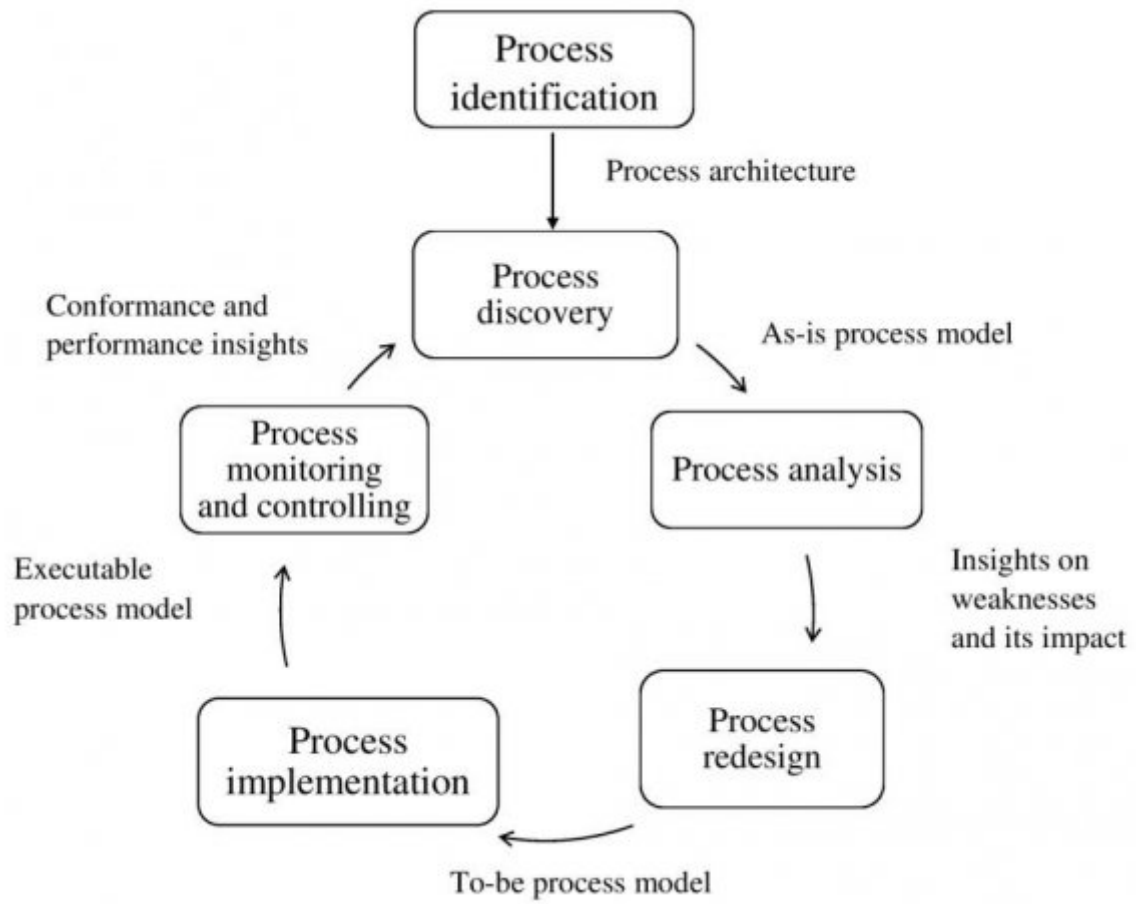 Process
identification
Process architecture
Process
discovery
Conformance and
performance insights
As-is process model
Process
monitoring
and controlling
Process analysis
Executable
process model
Insights on
weaknesses
and its impact
Process
implementation
Process
redesign
To-be process model